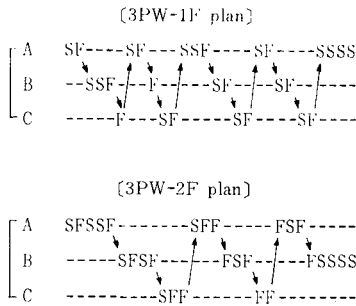 〔3PW-1F plan〕
A SF-----SF-----SSF-----SF-----SSSS
B ---SSF---F------SF-----SF------
C -------F----SF-------SF-----SF---
〔3PW-2F plan〕
A SFSSF---------SFF-----FSF------
B ------SFSF-------FSF-----FSSSS
C ----------SFF--------FF--------